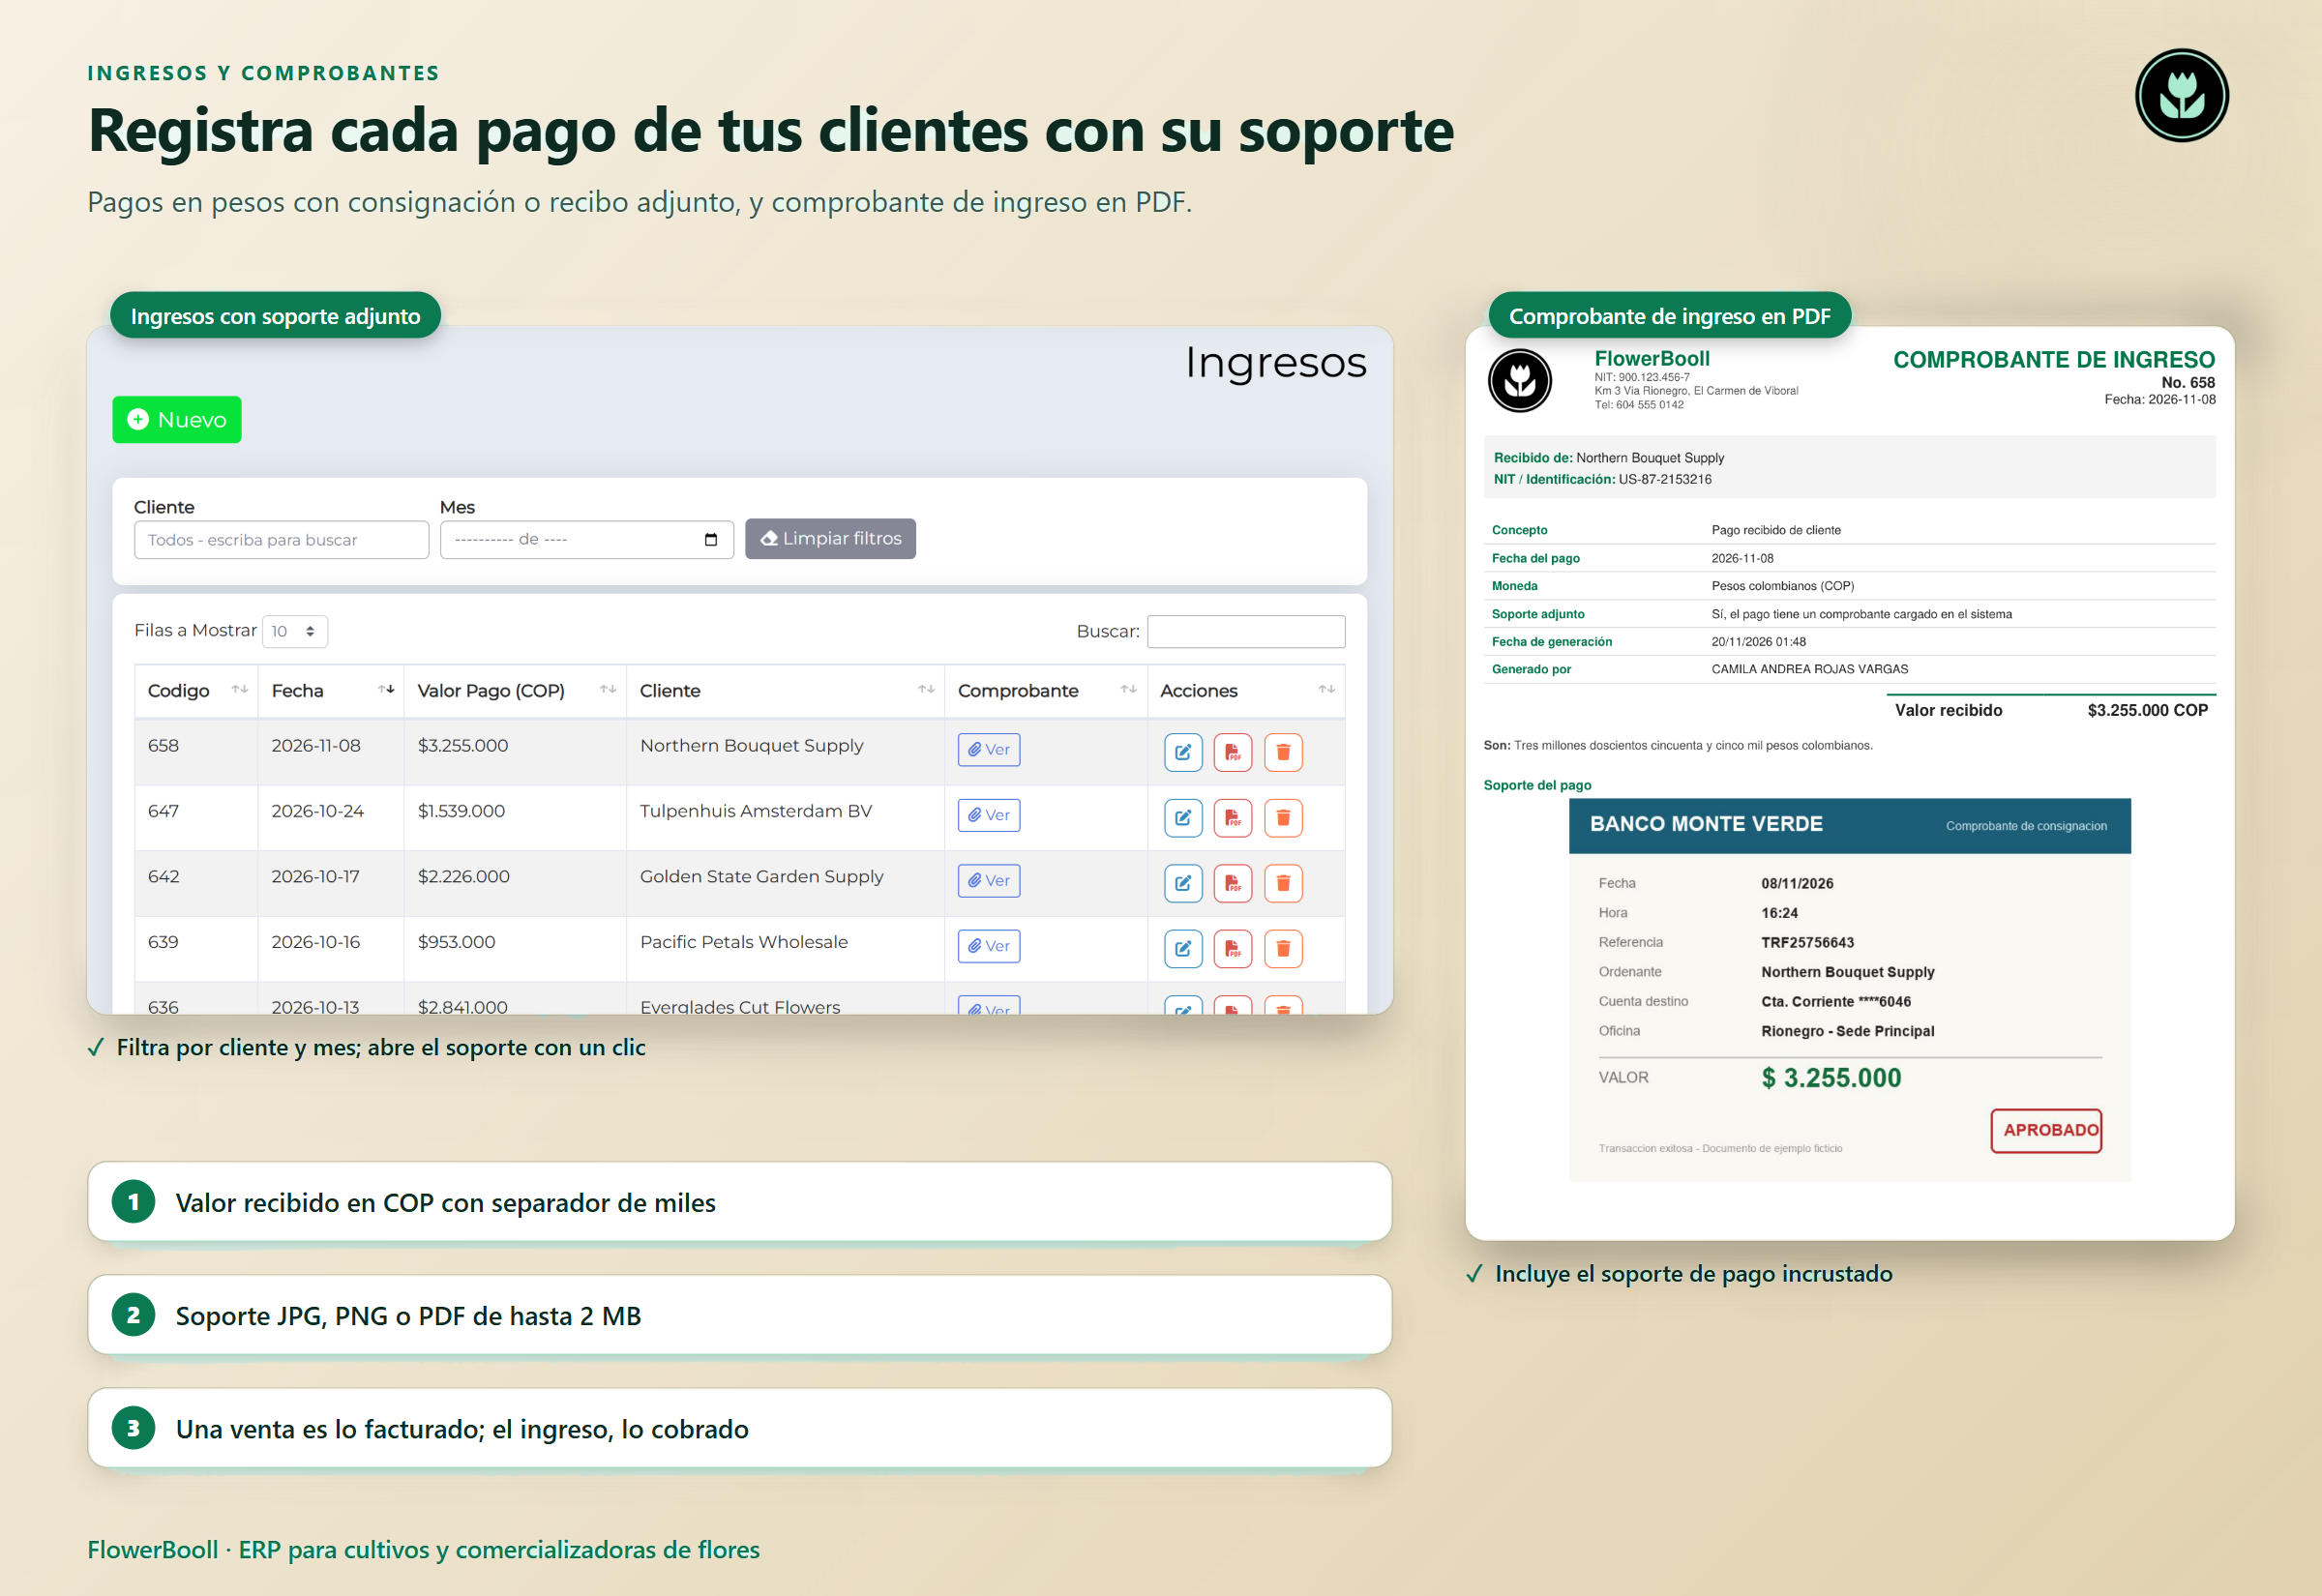 INGRESOS Y COMPROBANTES
Registra cada pago de tus clientes con su soporte
Pagos en pesos con consignación o recibo adjunto, y comprobante de ingreso en PDF.
Ingresos con soporte adjunto
Ingresos
Nuevo
Cliente Mes
Todos - escriba para buscar ---------- de ---- Limpiar filtros
Filas a Mostrar 10 Buscar:
Codigo Fecha Valor Pago (COP) Cliente Comprobante Acciones
658 2026-11-08 $3.255.000 Northern Bouquet Supply Ver PDF
647 2026-10-24 $1.539.000 Tulpenhuis Amsterdam BV Ver PDF
642 2026-10-17 $2.226.000 Golden State Garden Supply Ver PDF
639 2026-10-16 $953.000 Pacific Petals Wholesale Ver PDF
636 2026-10-13 $2.841.000 Everglades Cut Flowers Ver
✓ Filtra por cliente y mes; abre el soporte con un clic
1 Valor recibido en COP con separador de miles
2 Soporte JPG, PNG o PDF de hasta 2 MB
3 Una venta es lo facturado; el ingreso, lo cobrado
Comprobante de ingreso en PDF
FlowerBooll
NIT: 900.123.456-7
Km 3 Via Rionegro, El Carmen de Viboral
Tel: 604 555 0142
COMPROBANTE DE INGRESO
No. 658
Fecha: 2026-11-08
Recibido de: Northern Bouquet Supply
NIT / Identificación: US-87-2153216
Concepto Pago recibido de cliente
Fecha del pago 2026-11-08
Moneda Pesos colombianos (COP)
Soporte adjunto Sí, el pago tiene un comprobante cargado en el sistema
Fecha de generación 20/11/2026 01:48
Generado por CAMILA ANDREA ROJAS VARGAS
Valor recibido $3.255.000 COP
Son: Tres millones doscientos cincuenta y cinco mil pesos colombianos.
Soporte del pago
BANCO MONTE VERDE Comprobante de consignacion
Fecha 08/11/2026
Hora 16:24
Referencia TRF25756643
Ordenante Northern Bouquet Supply
Cuenta destino Cta. Corriente ****6046
Oficina Rionegro - Sede Principal
VALOR $ 3.255.000
APROBADO
Transaccion exitosa - Documento de ejemplo ficticio
✓ Incluye el soporte de pago incrustado
FlowerBooll · ERP para cultivos y comercializadoras de flores